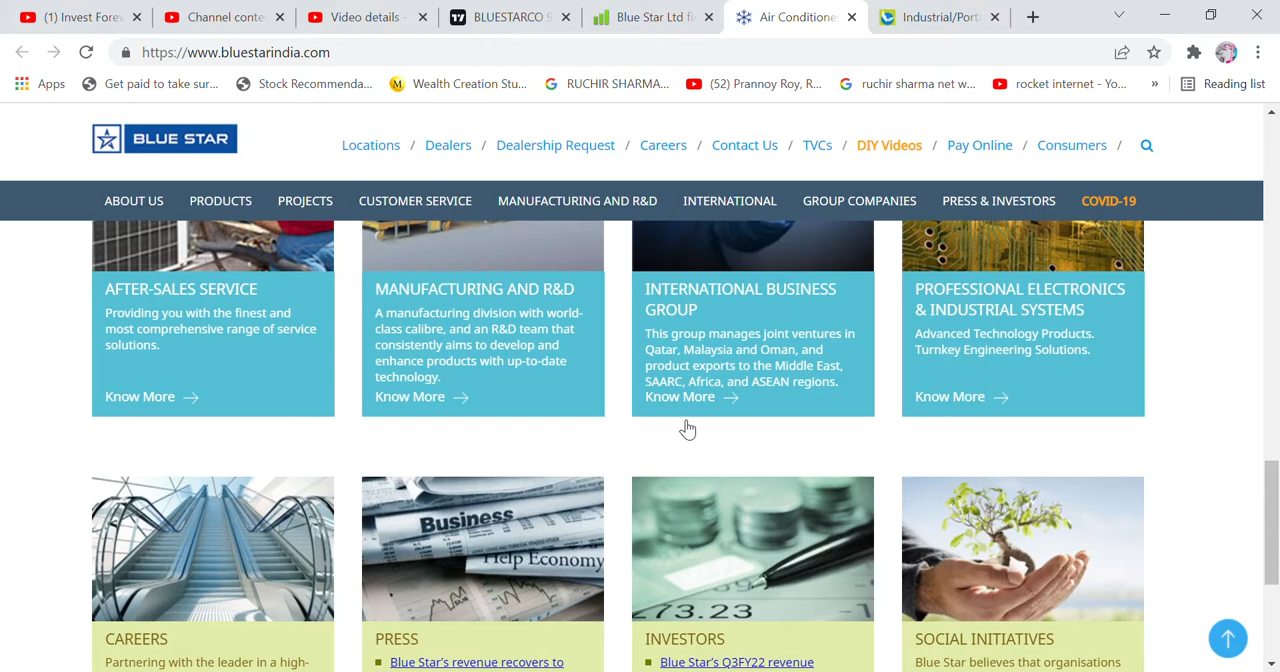 (1) Invest Forev
Channel conte
Video details -
BLUESTARCO 9
Blue Star Ltd fi
Air Conditione
Industrial/Porta
https://www.bluestarindia.com
Apps
Get paid to take sur...
Stock Recommenda...
Wealth Creation Stu...
RUCHIR SHARMA...
(52) Prannoy Roy, R...
ruchir sharma net w...
rocket internet - Yo...
»
Reading list
BLUE STAR
Locations / Dealers / Dealership Request / Careers / Contact Us / TVCs / DIY Videos / Pay Online / Consumers /
ABOUT US PRODUCTS PROJECTS CUSTOMER SERVICE MANUFACTURING AND R&D INTERNATIONAL GROUP COMPANIES PRESS & INVESTORS COVID-19
AFTER-SALES SERVICE
Providing you with the finest and
most comprehensive range of service
solutions.
Know More
MANUFACTURING AND R&D
A manufacturing division with world-
class calibre, and an R&D team that
consistently aims to develop and
enhance products with up-to-date
technology.
Know More
INTERNATIONAL BUSINESS
GROUP
This group manages joint ventures in
Qatar, Malaysia and Oman, and
product exports to the Middle East,
SAARC, Africa, and ASEAN regions.
Know More
PROFESSIONAL ELECTRONICS
& INDUSTRIAL SYSTEMS
Advanced Technology Products.
Turnkey Engineering Solutions.
Know More
Business
Help Economy
73.23
CAREERS
Partnering with the leader in a high-
PRESS
Blue Star's revenue recovers to
INVESTORS
Blue Star's Q3FY22 revenue
SOCIAL INITIATIVES
Blue Star believes that organisations